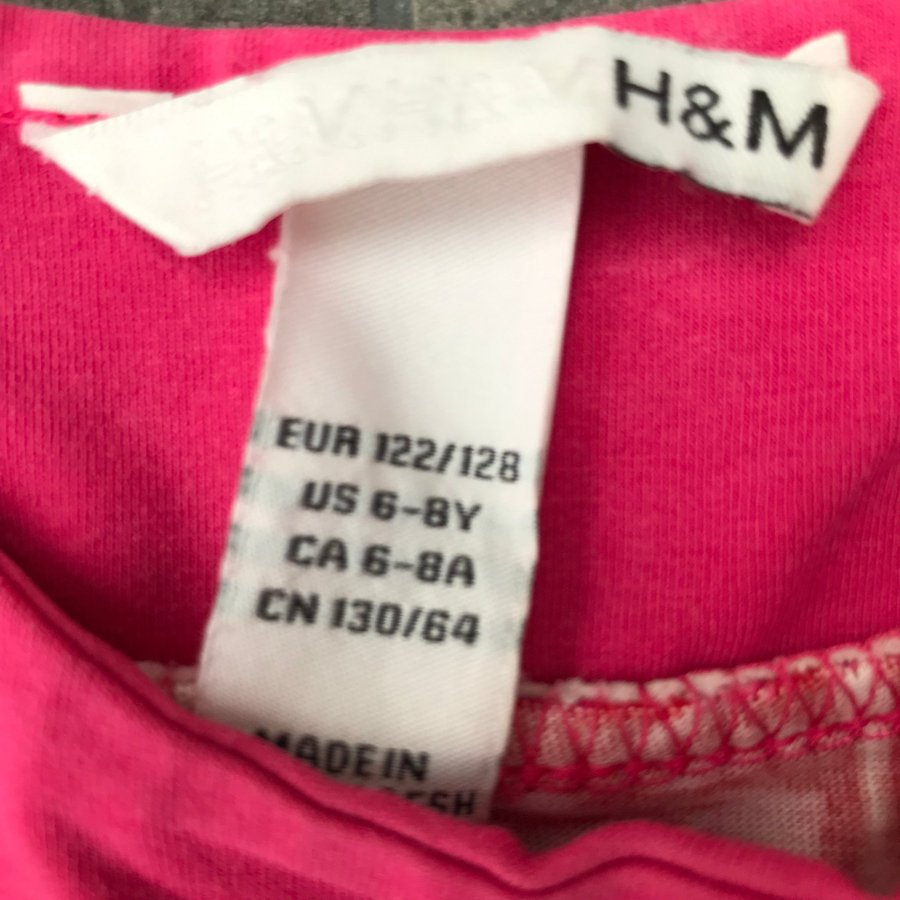 H&M
EUR 122/128
US 6-8Y
CA 6-8A
CN 130/64
MADE IN